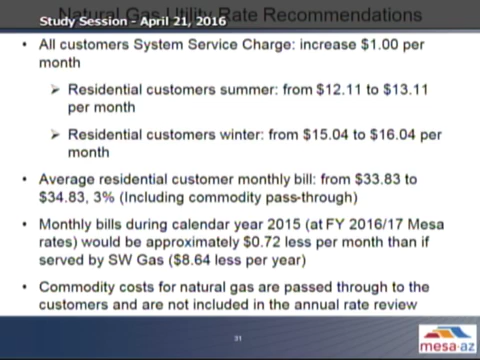 Natural Gas Utility Rate Recommendations
Study Session - April 21, 2016
• All customers System Service Charge: increase $1.00 per
month
➢ Residential customers summer: from $12.11 to $13.11
per month
➢ Residential customers winter: from $15.04 to $16.04 per
month
• Average residential customer monthly bill: from $33.83 to
$34.83, 3% (Including commodity pass-through)
• Monthly bills during calendar year 2015 (at FY 2016/17 Mesa
rates) would be approximately $0.72 less per month than if
served by SW Gas ($8.64 less per year)
• Commodity costs for natural gas are passed through to the
customers and are not included in the annual rate review
31
mesa·az